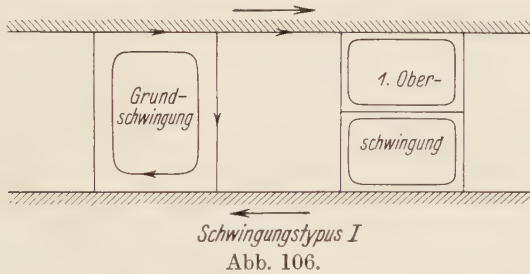 Grund-
schwingung
1. Ober-
schwingung
Schwingungstypus I
Abb. 106.